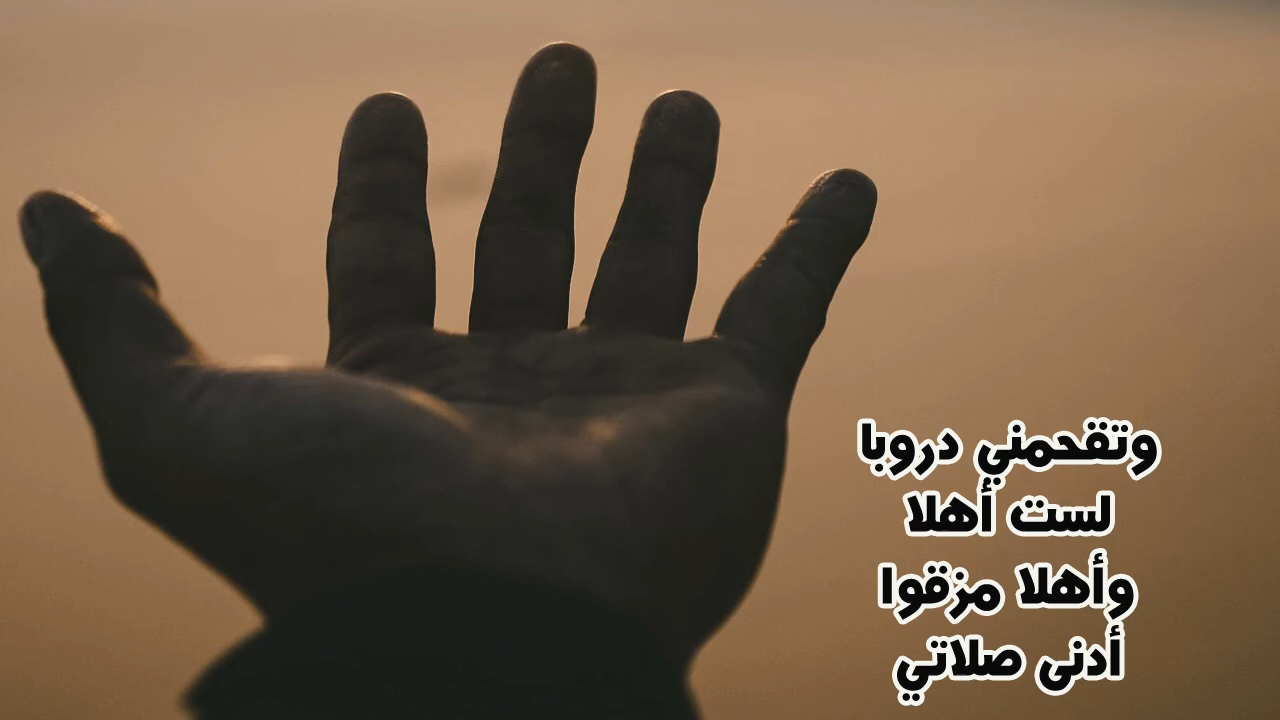 وتقحمني دروبا
لست أهلا
وأهلا مزقوا
أدنى صلاتي